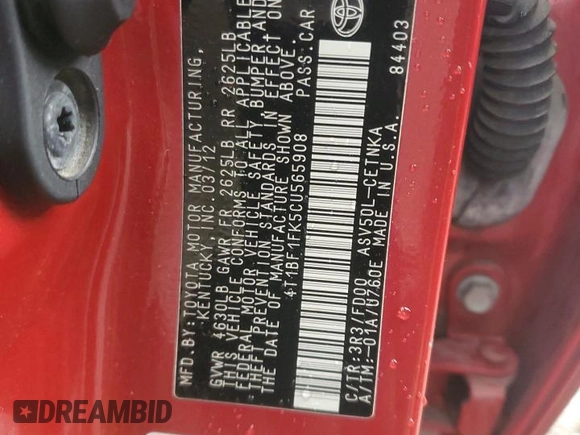 MFD.BY:TOYOTA MOTOR MANUFACTURING,
KENTUCKY, INC. 03/12
GVWR 4630LB GAWR FR 2625LB RR 2625LB
THIS VEHICLE CONFORMS TO ALL APPLICABLE
FEDERAL MOTOR VEHICLE SAFETY, BUMPER, AND
THEFT PREVENTION STANDARDS IN EFFECT ON
THE DATE OF MANUFACTURE SHOWN ABOVE.
4T1BF1FK5CU565908 PASS.CAR
C/TR:3R3/FD00 ASV50L-CETNKA
A/TM:-01A/U760E MADE IN U.S.A.
84403
DREAMBID